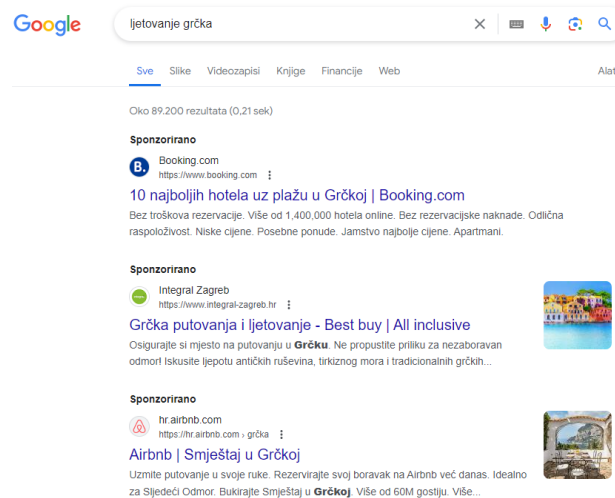 Google
ljetovanje grčka
Sve Slike Videozapisi Knjige Financije Web Alat
Oko 89.200 rezultata (0,21 sek)
Sponzorirano
B.
Booking.com
https://www.booking.com
10 najboljih hotela uz plažu u Grčkoj | Booking.com
Bez troškova rezervacije. Više od 1,400,000 hotela online. Bez rezervacijske naknade. Odlična
raspoloživost. Niske cijene. Posebne ponude. Jamstvo najbolje cijene. Apartmani.
Sponzorirano
Integral Zagreb
https://www.integral-zagreb.hr
Grčka putovanja i ljetovanje - Best buy | All inclusive
Osigurajte si mjesto na putovanju u Grčku. Ne propustite priliku za nezaboravan
odmor! Iskusite ljepotu antičkih ruševina, tirkiznog mora i tradicionalnih grčkih...
Sponzorirano
hr.airbnb.com
https://hr.airbnb.com › grčka
Airbnb | Smještaj u Grčkoj
Uzmite putovanje u svoje ruke. Rezervirajte svoj boravak na Airbnb već danas. Idealno
za Sljedeći Odmor. Bukirajte Smještaj u Grčkoj. Više od 60M gostiju. Više...